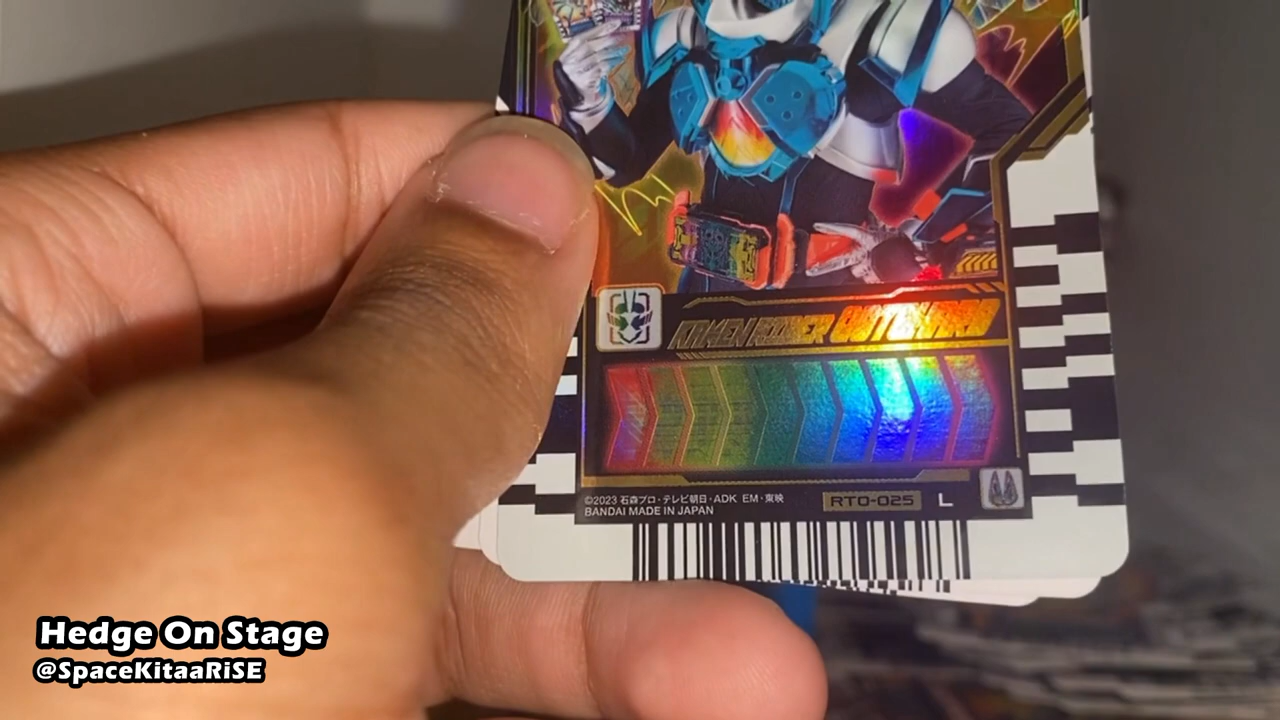 KAMEN RIDER GOTCHARD
©2023 石森プロ・テレビ朝日・ADK EM・東映
BANDAI MADE IN JAPAN
RT0-025 L
Hedge On Stage
@SpaceKitaaRiSE